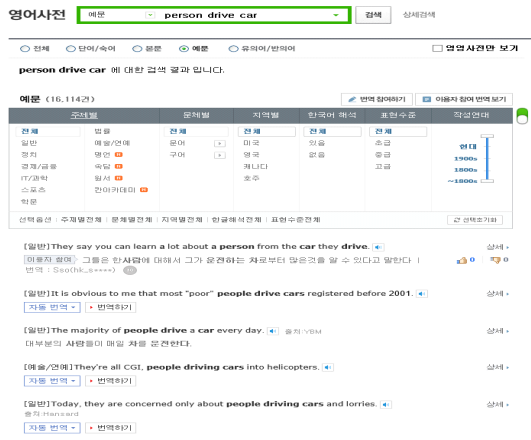 영어사전 예문 person drive car 검색 상세검색
전체 단어/숙어 본문 예문 유의어/반의어 영영사전만 보기
person drive car 에 대한 검색 결과 입니다.
예문 (16,114건) 번역 참여하기 이용자 참여 번역 보기
주제별 문체별 지역별 한국어 해석 표현수준 작성연대
전체 법률 전체 전체 전체 전체
일반 예술/연예 문어 미국 있음 초급 현대
정치 명언 구어 영국 없음 중급 1900s
경제/금융 속담 캐나다 고급 1800s
IT/과학 일서 호주 ~1800s
스포츠 칸아카데미
학문
선택옵션 : 주제별전체 | 문체별전체 | 지역별전체 | 한글해석전체 | 표현수준전체 선택초기화
[일반]They say you can learn a lot about a person from the car they drive. 상세
이용자 참여 그들은 한사람에 대해서 그가 운전하는 차로부터 많은것을 알 수 있다고 말한다. | 0 0
번역 : Sso(hk_s****)
[일반]It is obvious to me that most "poor" people drive cars registered before 2001. 상세
자동 번역 번역하기
[일반]The majority of people drive a car every day. 출처:YBM 상세
대부분의 사람들이 매일 차를 운전한다.
[예술/연예]They're all CGI, people driving cars into helicopters. 상세
자동 번역 번역하기
[일반]Today, they are concerned only about people driving cars and lorries. 상세
출처:Hansard
자동 번역 번역하기